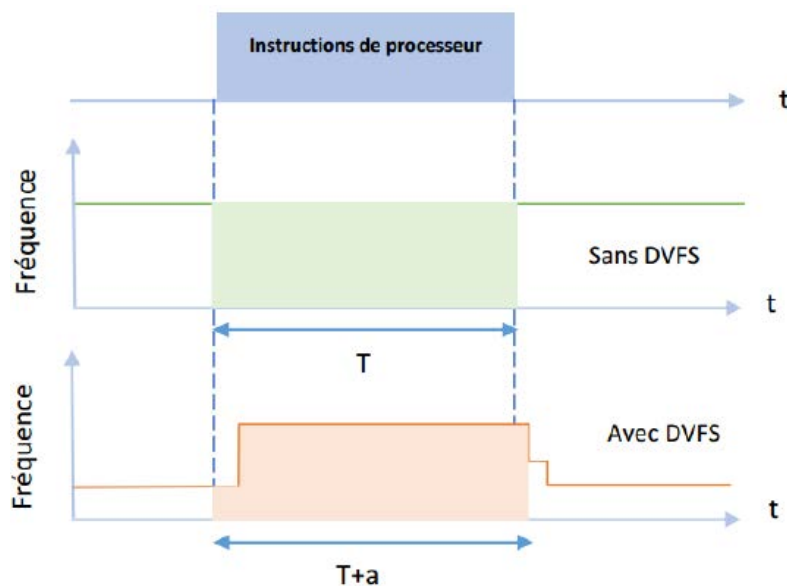 Instructions de processeur
t
Fréquence
Sans DVFS
t
T
Fréquence
Avec DVFS
t
T+a